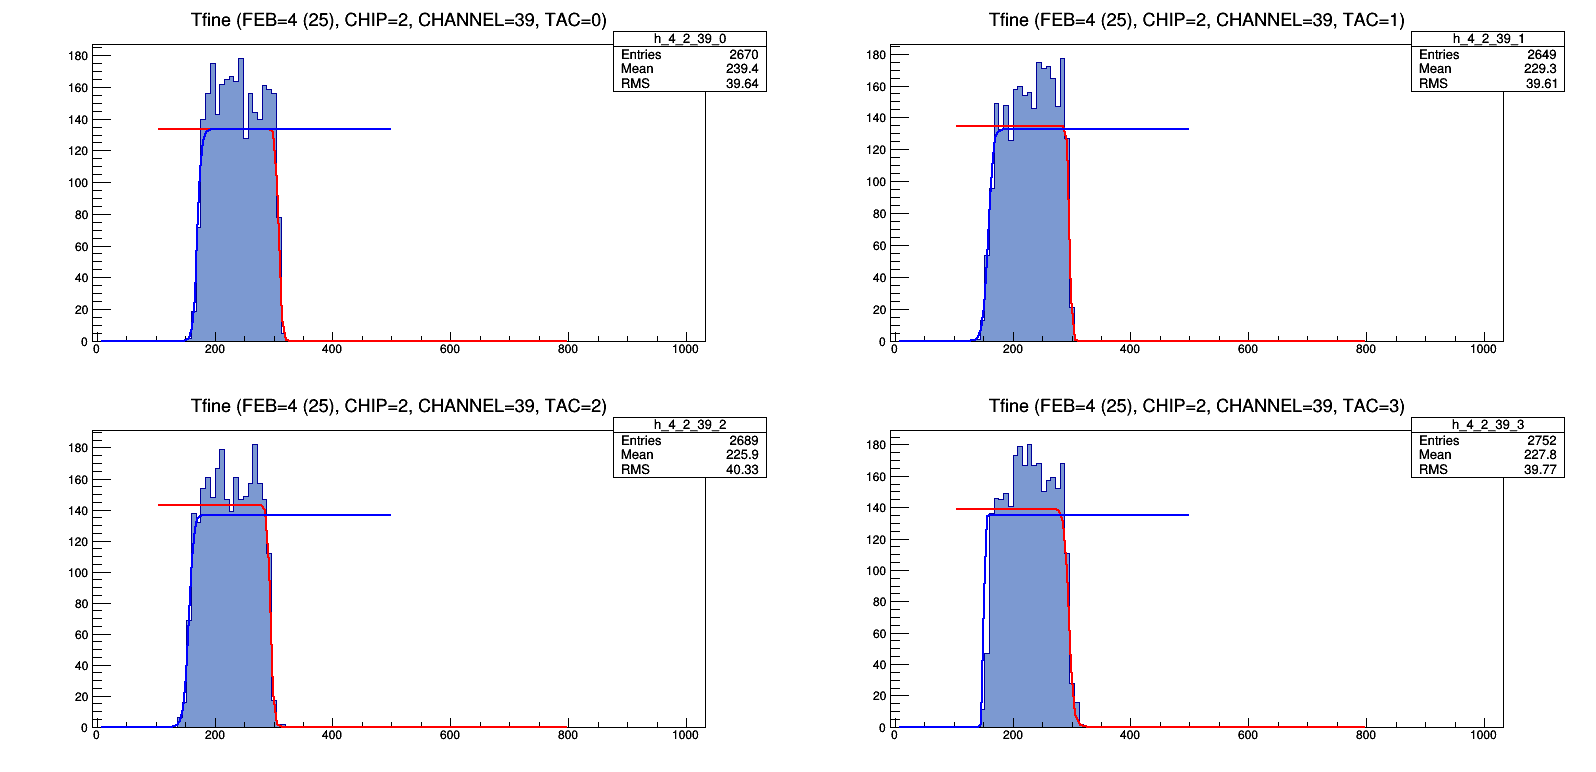 Tfine (FEB=4 (25), CHIP=2, CHANNEL=39, TAC=0)
h_4_2_39_0
Entries 2670
Mean 239.4
RMS 39.64
180
160
140
120
100
80
60
40
20
0
0 200 400 600 800 1000
Tfine (FEB=4 (25), CHIP=2, CHANNEL=39, TAC=1)
h_4_2_39_1
Entries 2649
Mean 229.3
RMS 39.61
180
160
140
120
100
80
60
40
20
0
0 200 400 600 800 1000
Tfine (FEB=4 (25), CHIP=2, CHANNEL=39, TAC=2)
h_4_2_39_2
Entries 2689
Mean 225.9
RMS 40.33
180
160
140
120
100
80
60
40
20
0
0 200 400 600 800 1000
Tfine (FEB=4 (25), CHIP=2, CHANNEL=39, TAC=3)
h_4_2_39_3
Entries 2752
Mean 227.8
RMS 39.77
180
160
140
120
100
80
60
40
20
0
0 200 400 600 800 1000